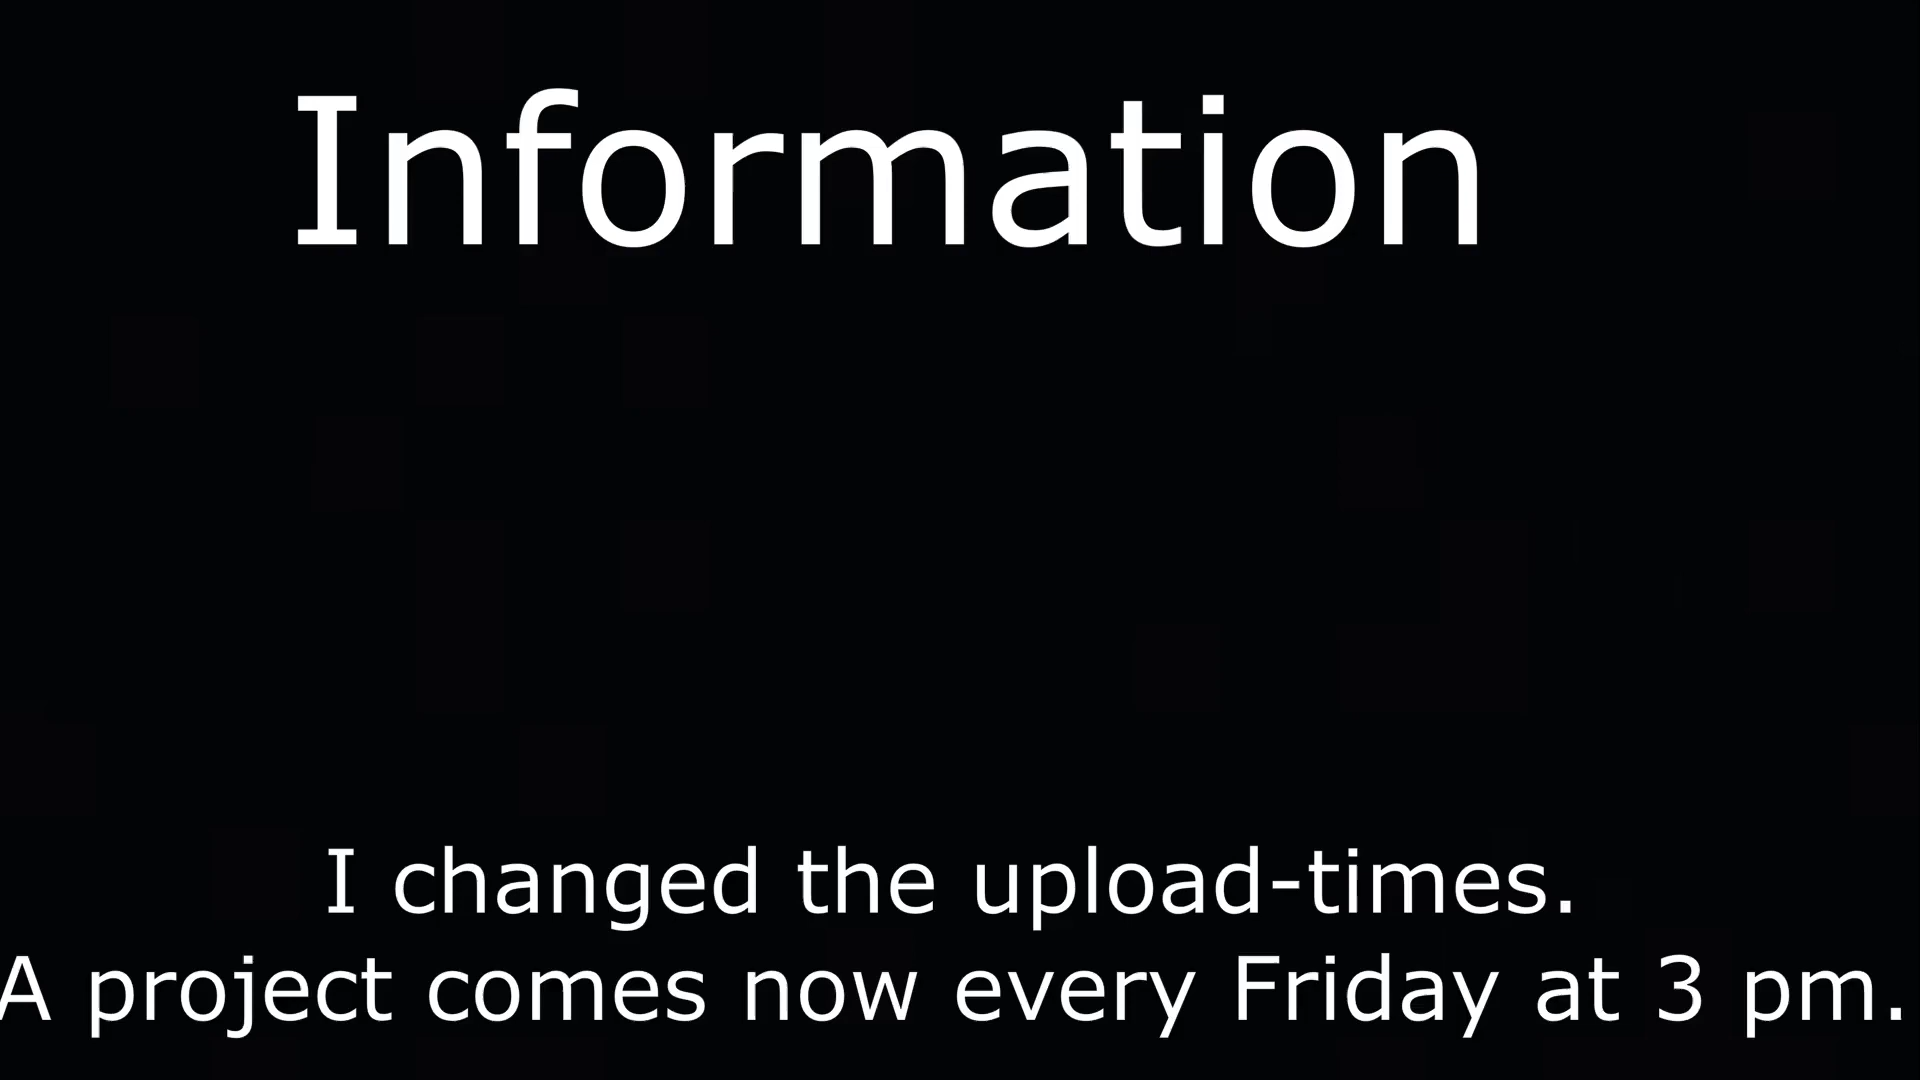 Information
I changed the upload-times.
A project comes now every Friday at 3 pm.